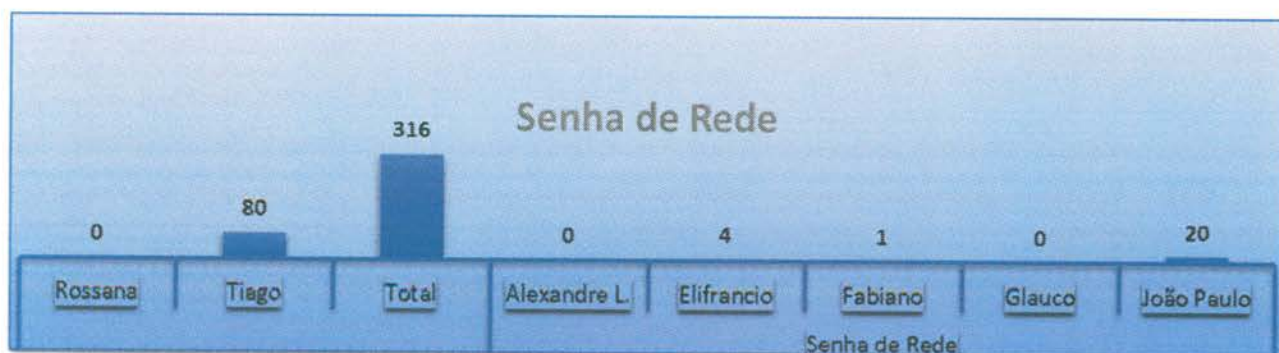 Senha de Rede
0 80 316 0 4 1 0 20
Rossana Tiago Total Alexandre L. Elifrancio Fabiano Glauco João Paulo
Senha de Rede